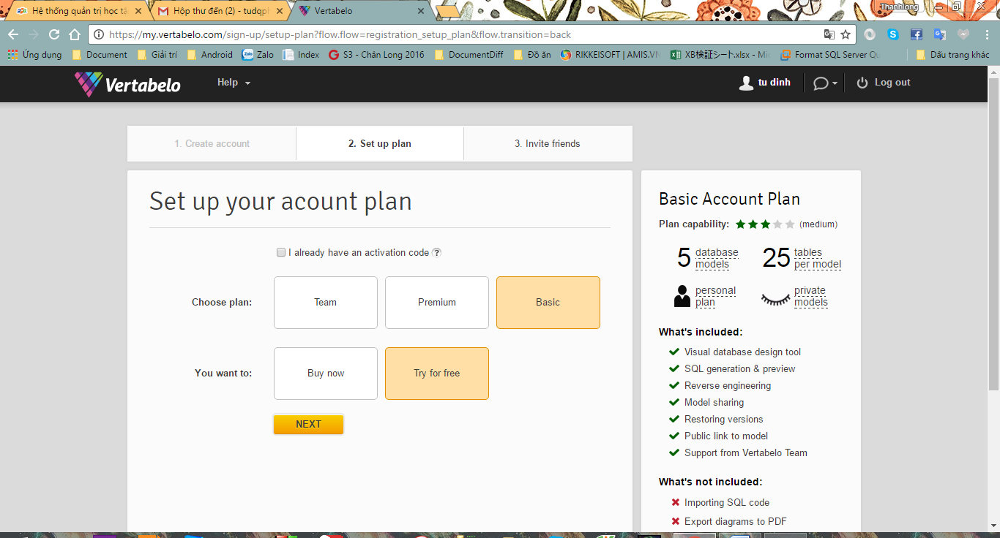 Hệ thống quản trị học tậ
Hộp thư đến (2) - tudqpl
Vertabelo
Thanhlong
https://my.vertabelo.com/sign-up/setup-plan?flow.flow=registration_setup_plan&flow.transition=back
Ứng dụng
Document
Giải trí
Android
Zalo
Index
S3 - Chân Long 2016
DocumentDiff
Đồ án
RIKKEISOFT | AMIS.VN
XB検証シート.xlsx - Mic
Format SQL Server Qu
Dấu trang khác
Vertabelo
Help
tu dinh
Log out
1. Create account
2. Set up plan
3. Invite friends
Set up your acount plan
I already have an activation code ?
Choose plan:
Team
Premium
Basic
You want to:
Buy now
Try for free
NEXT
Basic Account Plan
Plan capability:
(medium)
5 database
models
25 tables
per model
personal
plan
private
models
What's included:
Visual database design tool
SQL generation & preview
Reverse engineering
Model sharing
Restoring versions
Public link to model
Support from Vertabelo Team
What's not included:
Importing SQL code
Export diagrams to PDF